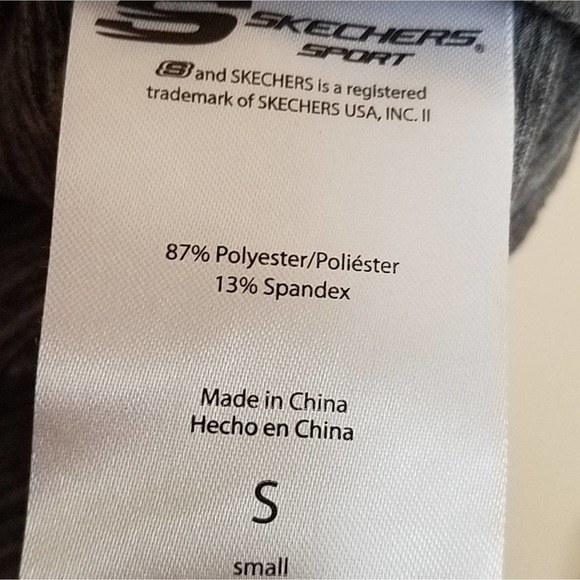 SKECHERS®
SPORT
S and SKECHERS is a registered
trademark of SKECHERS USA, INC. II
87% Polyester/Poliéster
13% Spandex
Made in China
Hecho en China
S
small